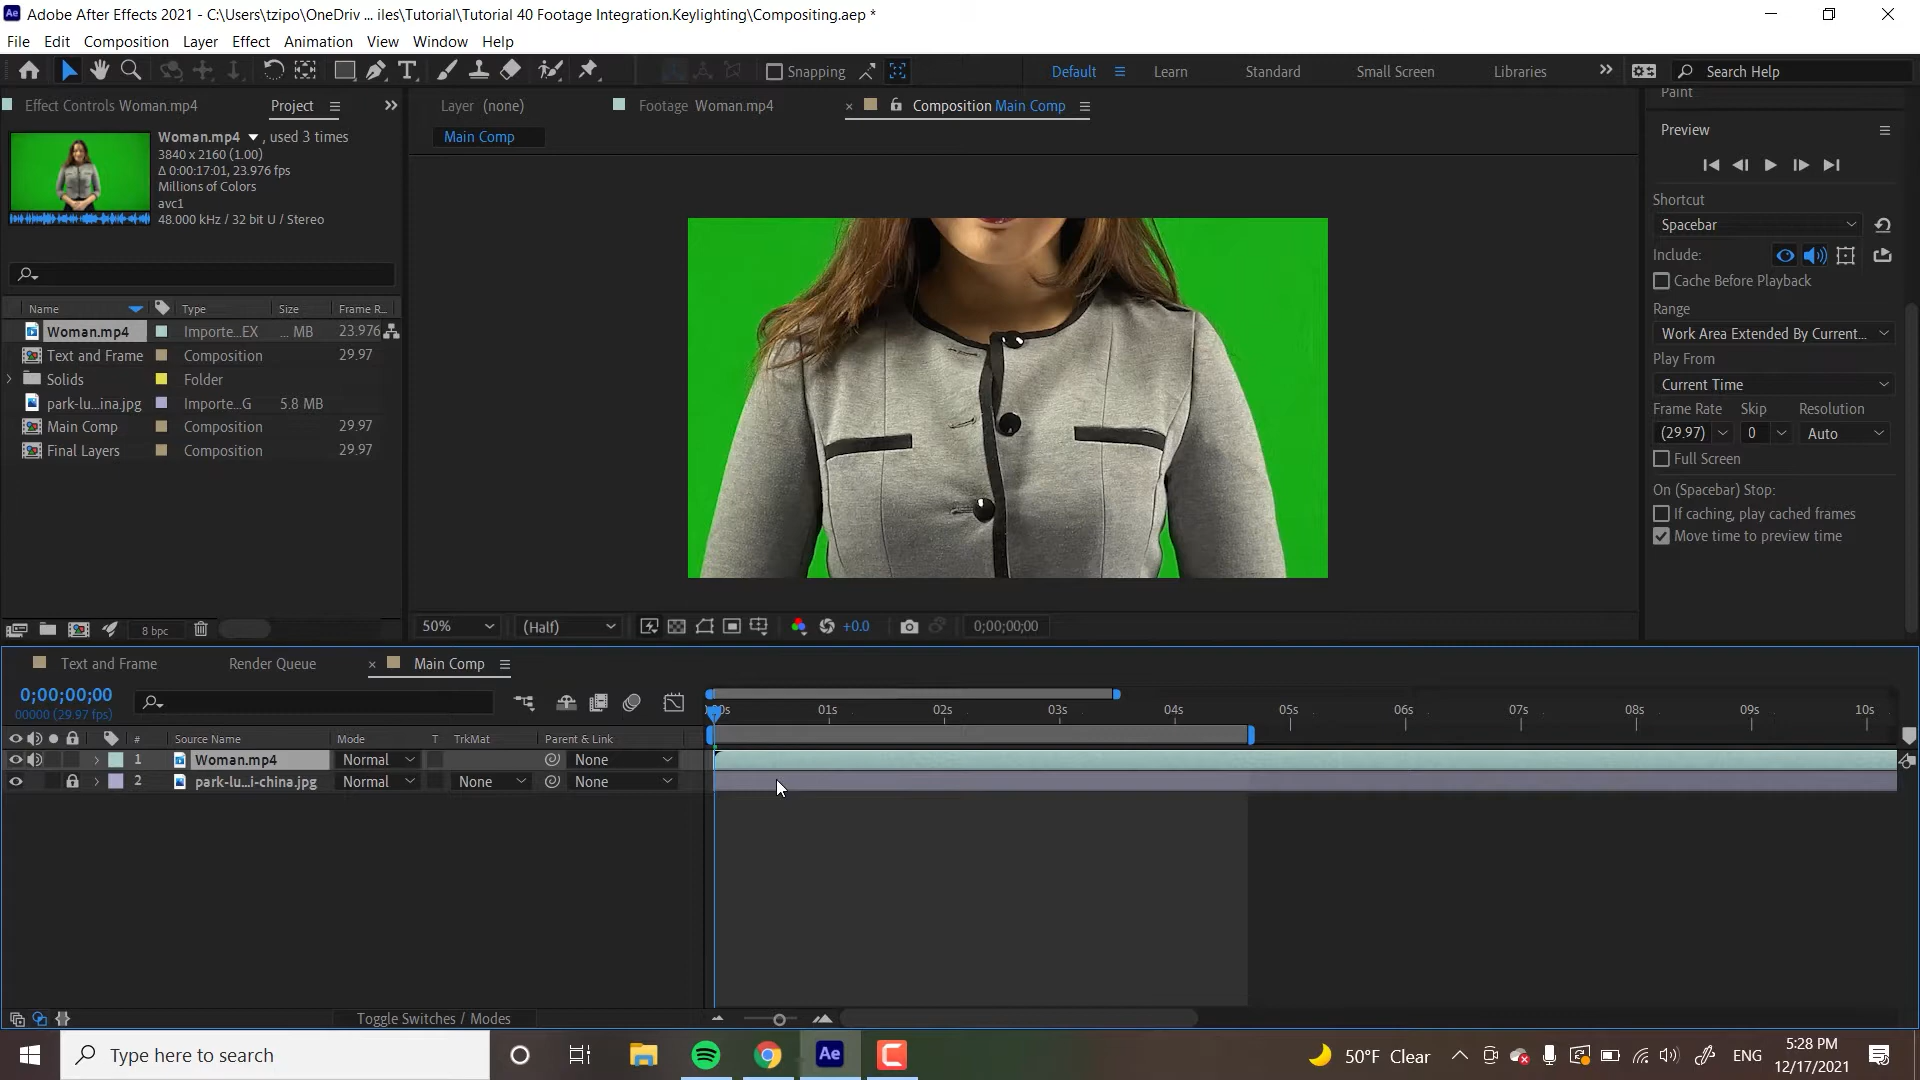 Ae Adobe After Effects 2021 - C:\Users\tzipo\OneDriv ... iles\Tutorial\Tutorial 40 Footage Integration.Keylighting\Compositing.aep *
File Edit Composition Layer Effect Animation View Window Help
Snapping
Default
Learn
Standard
Small Screen
Libraries
Search Help
Effect Controls Woman.mp4
Project
Layer (none)
Footage Woman.mp4
Composition Main Comp
Main Comp
Woman.mp4 , used 3 times
3840 x 2160 (1.00)
Δ 0:00:17:01, 23.976 fps
Millions of Colors
avc1
48.000 kHz / 32 bit U / Stereo
Name Type Size Frame R...
Woman.mp4 Importe...EX ... MB 23.976
Text and Frame Composition 29.97
Solids Folder
park-lu...ina.jpg Importe...G 5.8 MB
Main Comp Composition 29.97
Final Layers Composition 29.97
8 bpc
50% (Half) +0.0 0;00;00;00
Paint
Preview
Shortcut
Spacebar
Include:
Cache Before Playback
Range
Work Area Extended By Current...
Play From
Current Time
Frame Rate Skip Resolution
(29.97) 0 Auto
Full Screen
On (Spacebar) Stop:
If caching, play cached frames
Move time to preview time
Text and Frame
Render Queue
Main Comp
0;00;00;00
00000 (29.97 fps)
01s 02s 03s 04s 05s 06s 07s 08s 09s 10s
# Source Name Mode T TrkMat Parent & Link
1 Woman.mp4 Normal None
2 park-lu...i-china.jpg Normal None None
Toggle Switches / Modes
Type here to search
Ae
50°F Clear
ENG
5:28 PM
12/17/2021